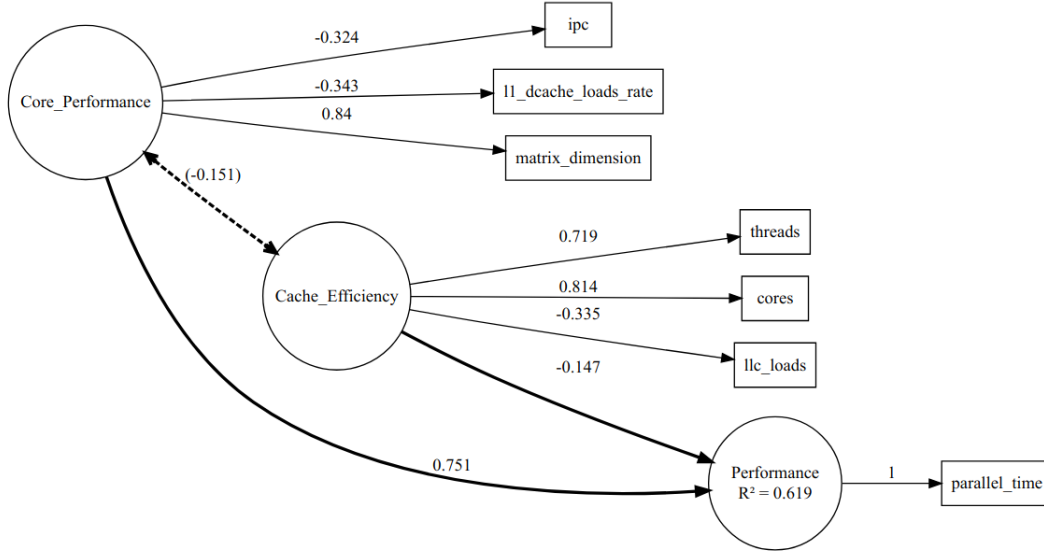 ipc
-0.324
l1_dcache_loads_rate
-0.343
Core_Performance
0.84
matrix_dimension
(-0.151)
threads
0.719
Cache_Efficiency
0.814
cores
-0.335
llc_loads
-0.147
0.751
Performance
R² = 0.619
1
parallel_time